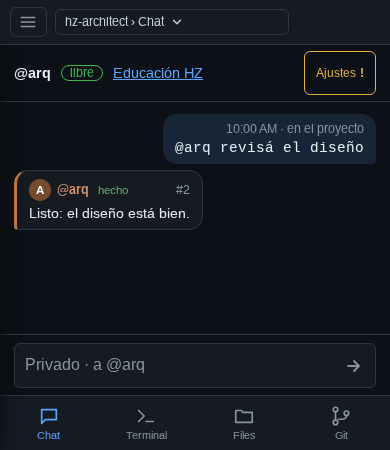 hz-architect › Chat
@arq libre Educación HZ Ajustes !
10:00 AM · en el proyecto
@arq revisá el diseño
A @arq hecho #2
Listo: el diseño está bien.
Privado · a @arq
Chat Terminal Files Git